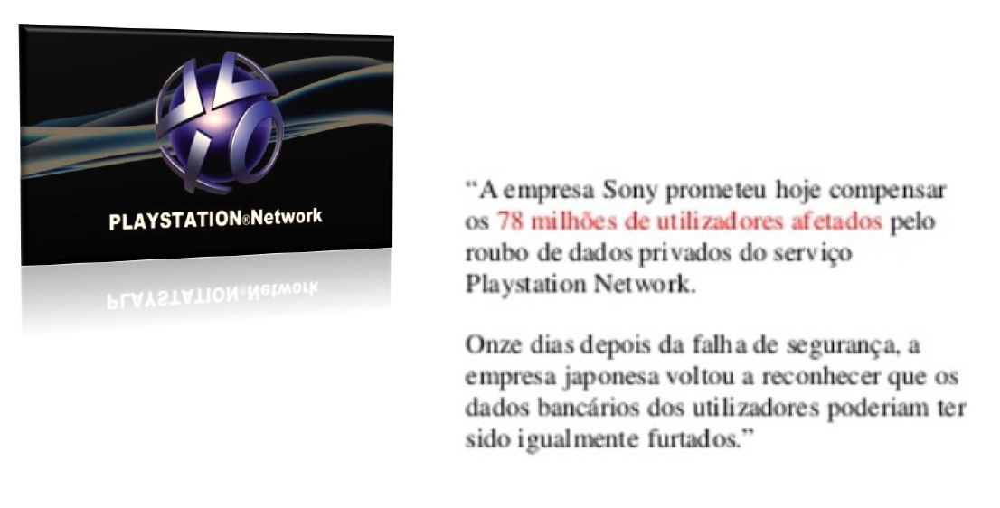 PLAYSTATION®Network
PLAYSTATION®Network
“A empresa Sony prometeu hoje compensar
os 78 milhões de utilizadores afetados pelo
roubo de dados privados do serviço
Playstation Network.
Onze dias depois da falha de segurança, a
empresa japonesa voltou a reconhecer que os
dados bancários dos utilizadores poderiam ter
sido igualmente furtados.”